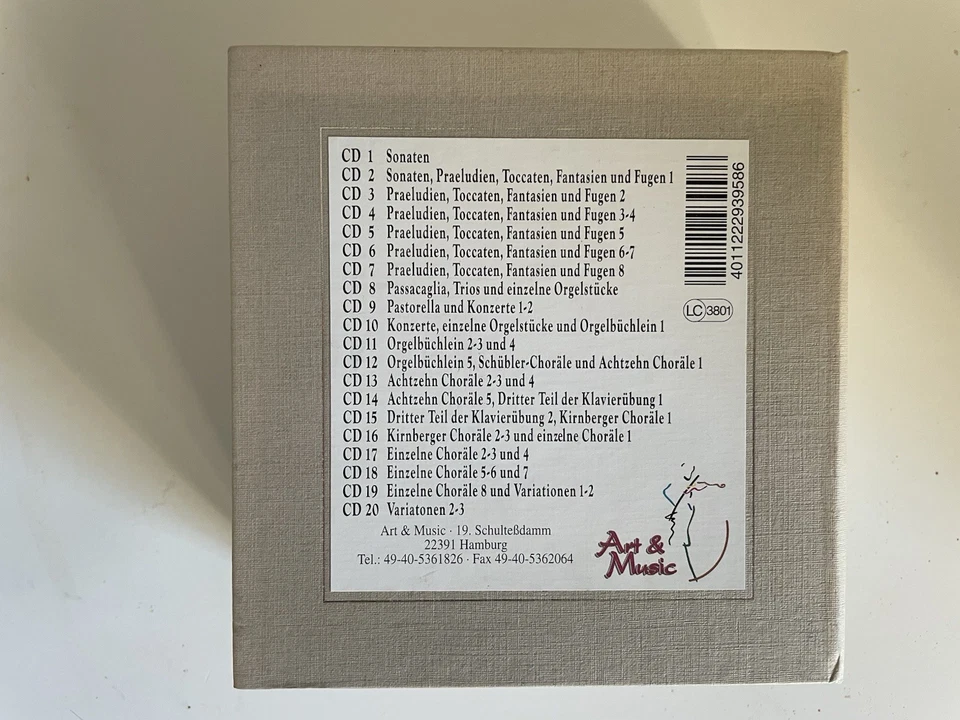 CD 1 Sonaten
CD 2 Sonaten, Praeludien, Toccaten, Fantasien und Fugen 1
CD 3 Praeludien, Toccaten, Fantasien und Fugen 2
CD 4 Praeludien, Toccaten, Fantasien und Fugen 3-4
CD 5 Praeludien, Toccaten, Fantasien und Fugen 5
CD 6 Praeludien, Toccaten, Fantasien und Fugen 6-7
CD 7 Praeludien, Toccaten, Fantasien und Fugen 8
CD 8 Passacaglia, Trios und einzelne Orgelstücke
CD 9 Pastorella und Konzerte 1-2
CD 10 Konzerte, einzelne Orgelstücke und Orgelbüchlein 1
CD 11 Orgelbüchlein 2-3 und 4
CD 12 Orgelbüchlein 5, Schübler-Choräle und Achtzehn Choräle 1
CD 13 Achtzehn Choräle 2-3 und 4
CD 14 Achtzehn Choräle 5, Dritter Teil der Klavierübung 1
CD 15 Dritter Teil der Klavierübung 2, Kirnberger Choräle 1
CD 16 Kirnberger Choräle 2-3 und einzelne Choräle 1
CD 17 Einzelne Choräle 2-3 und 4
CD 18 Einzelne Choräle 5-6 und 7
CD 19 Einzelne Choräle 8 und Variationen 1-2
CD 20 Variatonen 2-3
Art & Music · 19. Schulteßdamm
22391 Hamburg
Tel.: 49-40-5361826 · Fax 49-40-5362064
4011222939586
LC 3801
Art &
Music